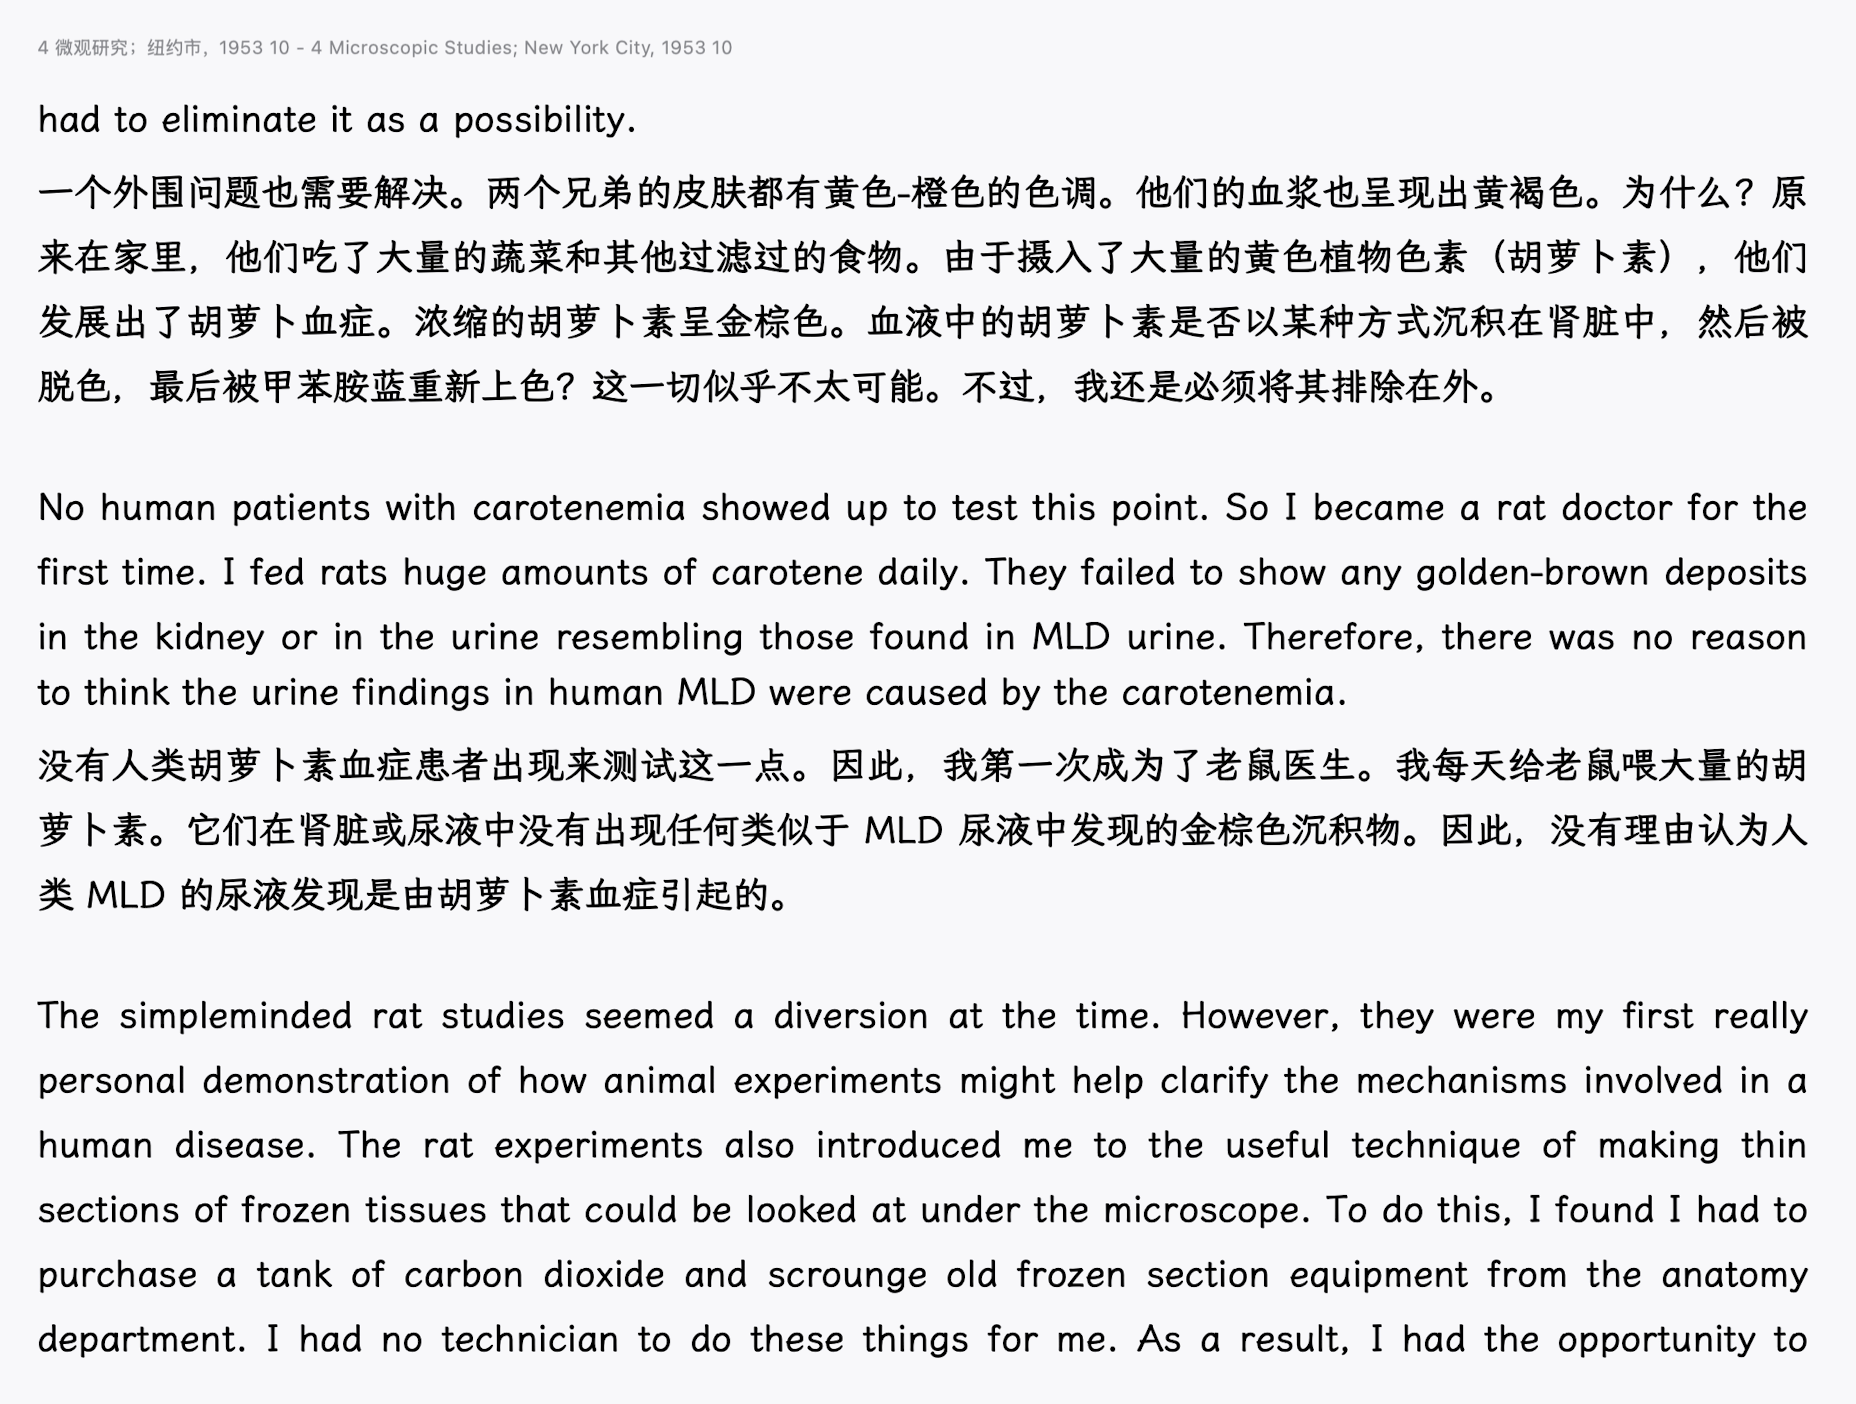 4 微观研究；纽约市，1953 10 - 4 Microscopic Studies; New York City, 1953 10
had to eliminate it as a possibility.
一个外围问题也需要解决。两个兄弟的皮肤都有黄色-橙色的色调。他们的血浆也呈现出黄褐色。为什么？原
来在家里，他们吃了大量的蔬菜和其他过滤过的食物。由于摄入了大量的黄色植物色素（胡萝卜素），他们
发展出了胡萝卜血症。浓缩的胡萝卜素呈金棕色。血液中的胡萝卜素是否以某种方式沉积在肾脏中，然后被
脱色，最后被甲苯胺蓝重新上色？这一切似乎不太可能。不过，我还是必须将其排除在外。
No human patients with carotenemia showed up to test this point. So I became a rat doctor for the
first time. I fed rats huge amounts of carotene daily. They failed to show any golden-brown deposits
in the kidney or in the urine resembling those found in MLD urine. Therefore, there was no reason
to think the urine findings in human MLD were caused by the carotenemia.
没有人类胡萝卜素血症患者出现来测试这一点。因此，我第一次成为了老鼠医生。我每天给老鼠喂大量的胡
萝卜素。它们在肾脏或尿液中没有出现任何类似于 MLD 尿液中发现的金棕色沉积物。因此，没有理由认为人
类 MLD 的尿液发现是由胡萝卜素血症引起的。
The simpleminded rat studies seemed a diversion at the time. However, they were my first really
personal demonstration of how animal experiments might help clarify the mechanisms involved in a
human disease. The rat experiments also introduced me to the useful technique of making thin
sections of frozen tissues that could be looked at under the microscope. To do this, I found I had to
purchase a tank of carbon dioxide and scrounge old frozen section equipment from the anatomy
department. I had no technician to do these things for me. As a result, I had the opportunity to